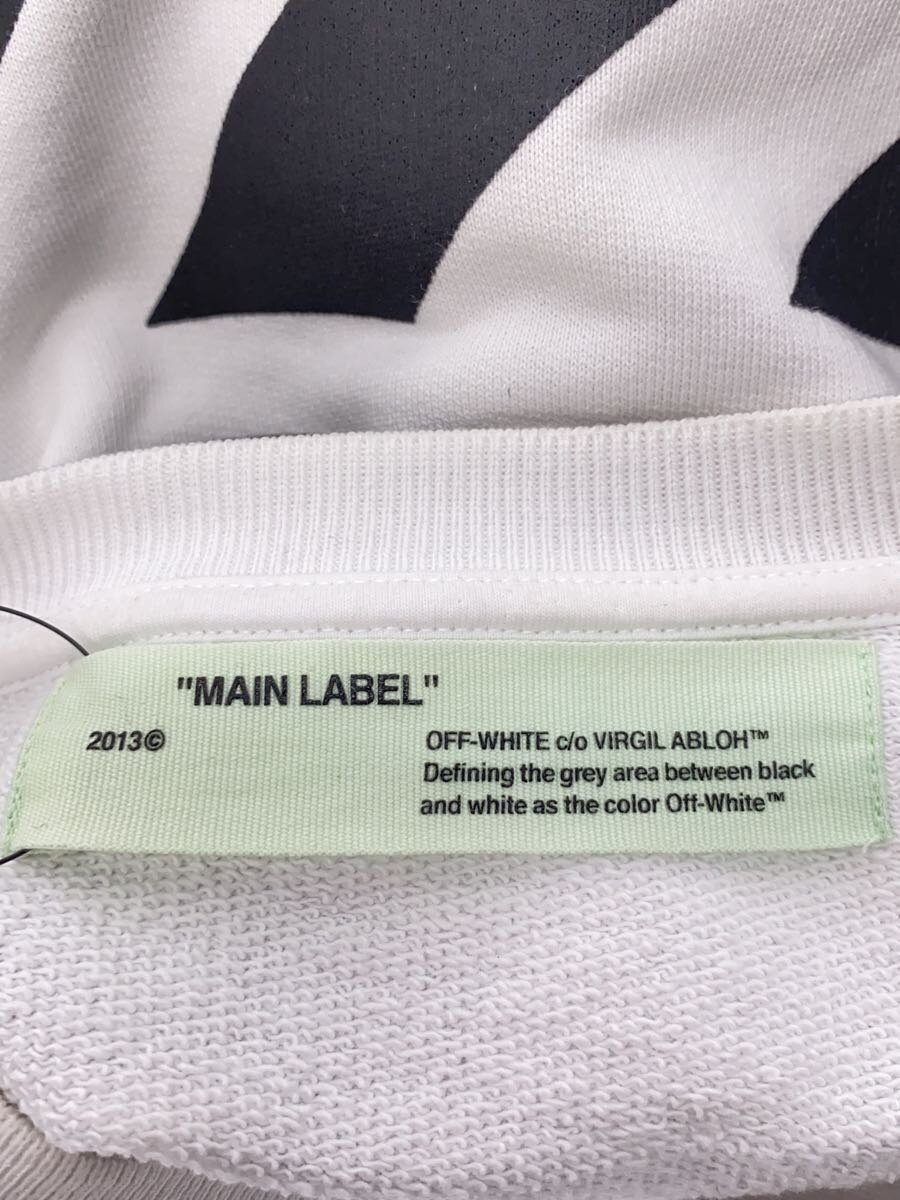 "MAIN LABEL"
2013©
OFF-WHITE c/o VIRGIL ABLOH™
Defining the grey area between black
and white as the color Off-White™